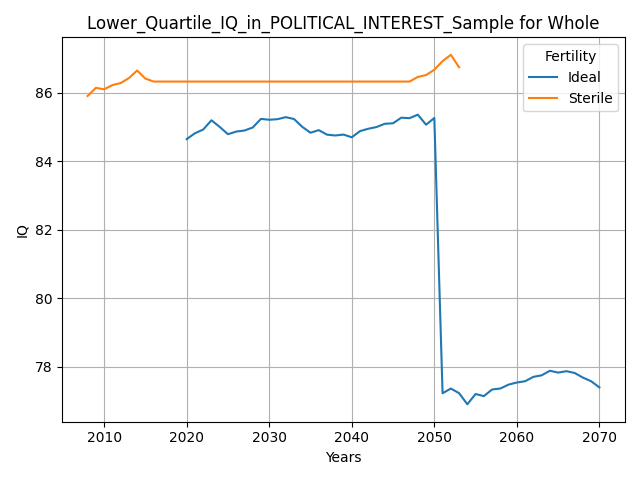 Lower_Quartile_IQ_in_POLITICAL_INTEREST_Sample for Whole
Fertility
Ideal
Sterile
86
84
82
80
78
IQ
2010 2020 2030 2040 2050 2060 2070
Years